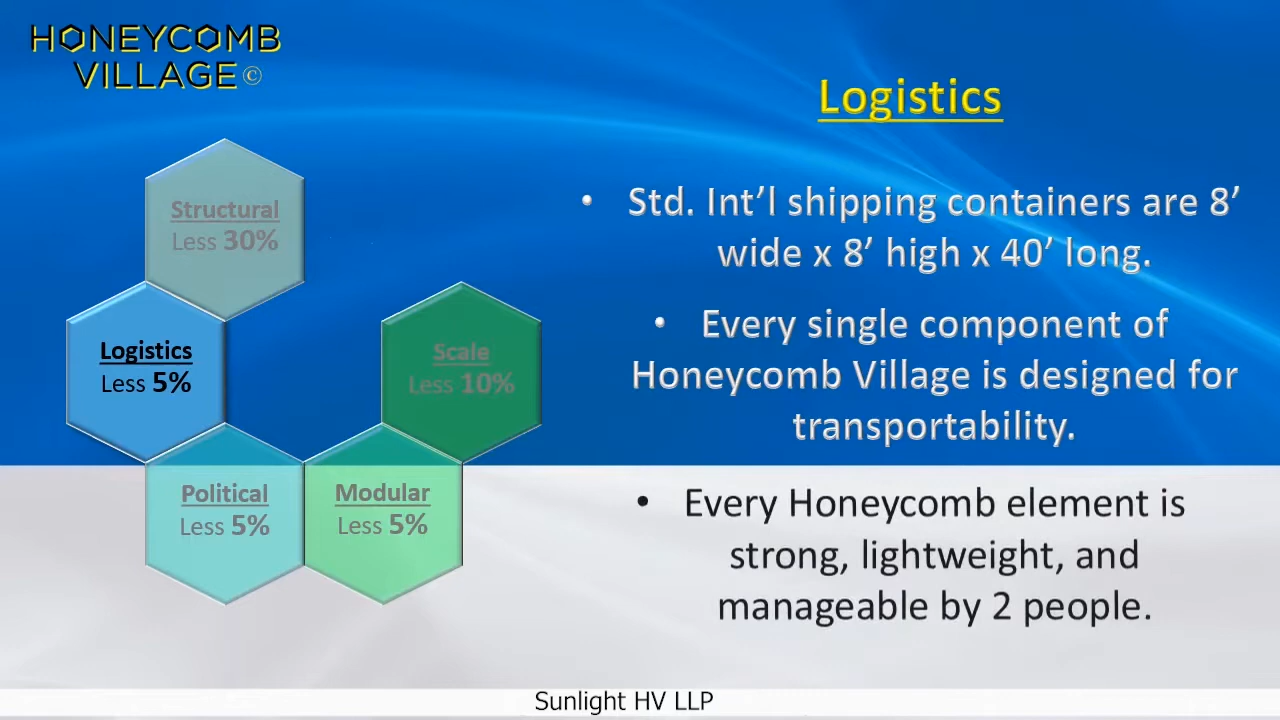 HONEYCOMB
VILLAGE©
Logistics
Structural
Less 30%
Logistics
Less 5%
Scale
Less 10%
Political
Less 5%
Modular
Less 5%
• Std. Int’l shipping containers are 8’
wide x 8’ high x 40’ long.
• Every single component of
Honeycomb Village is designed for
transportability.
• Every Honeycomb element is
strong, lightweight, and
manageable by 2 people.
Sunlight HV LLP